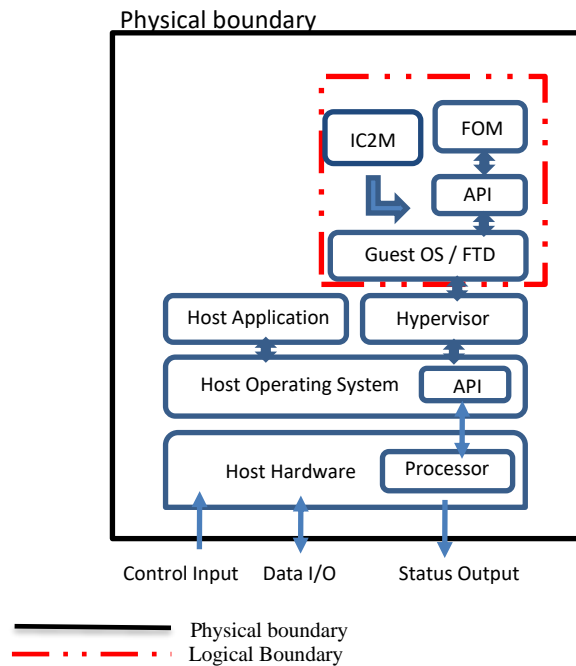 Physical boundary
IC2M
FOM
API
Guest OS / FTD
Host Application
Hypervisor
Host Operating System
API
Host Hardware
Processor
Control Input
Data I/O
Status Output
Physical boundary
Logical Boundary